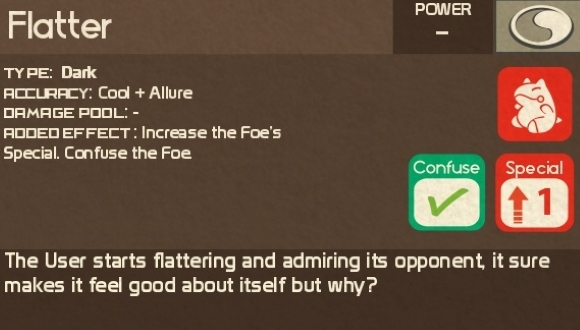 Flatter
POWER
–
TYPE: Dark
ACCURACY: Cool + Allure
DAMAGE POOL: -
ADDED EFFECT: Increase the Foe's
Special. Confuse the Foe.
Confuse
Special
1
The User starts flattering and admiring its opponent, it sure
makes it feel good about itself but why?